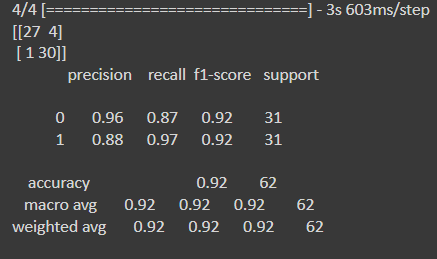 4/4 [==============================] - 3s 603ms/step
[[27  4]
 [ 1 30]]
precision recall f1-score support
0 0.96 0.87 0.92 31
1 0.88 0.97 0.92 31
accuracy 0.92 62
macro avg 0.92 0.92 0.92 62
weighted avg 0.92 0.92 0.92 62